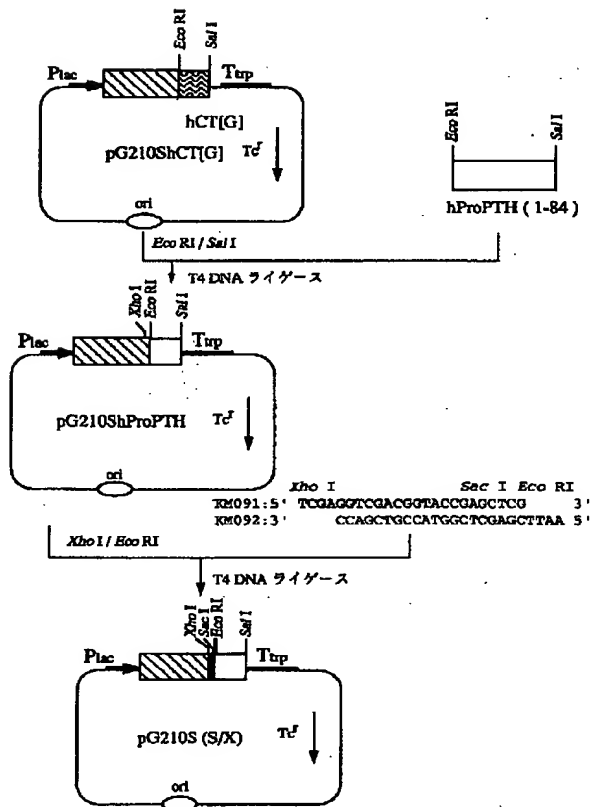 Eco RI
Sal I
Plac
Ttrp
hCT[G]
pG210ShCT[G]
Tcʳ
ori
Eco RI
Sal I
hProPTH ( 1-84 )
Eco RI / Sal I
T4 DNA ライゲース
Xho I
Eco RI
Sal I
Plac
Ttrp
pG210ShProPTH
Tcʳ
ori
Xho I Sac I Eco RI
KM091:5' TCGAGGTCGACGGTACCGAGCTCG 3'
KM092:3' CCAGCTGCCATGGCTCGAGCTTAA 5'
Xho I / Eco RI
T4 DNA ライゲース
Xho I
Sac I
Eco RI
Sal I
Plac
Ttrp
pG210S (S/X)
Tcʳ
ori